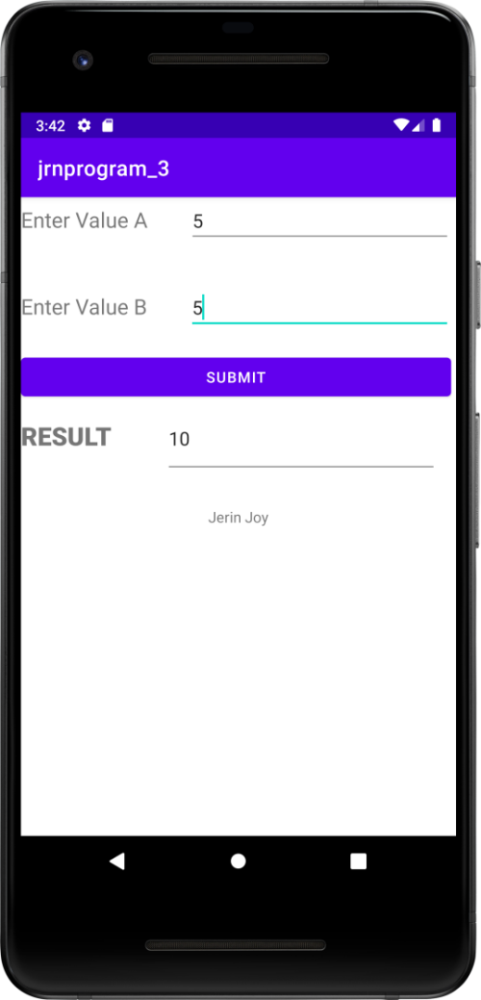 3:42
jrnprogram_3
Enter Value A 5
Enter Value B 5
SUBMIT
RESULT 10
Jerin Joy